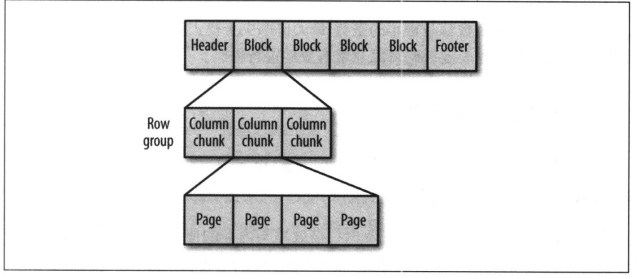 Header Block Block Block Block Footer
Row group
Column chunk Column chunk Column chunk
Page Page Page Page